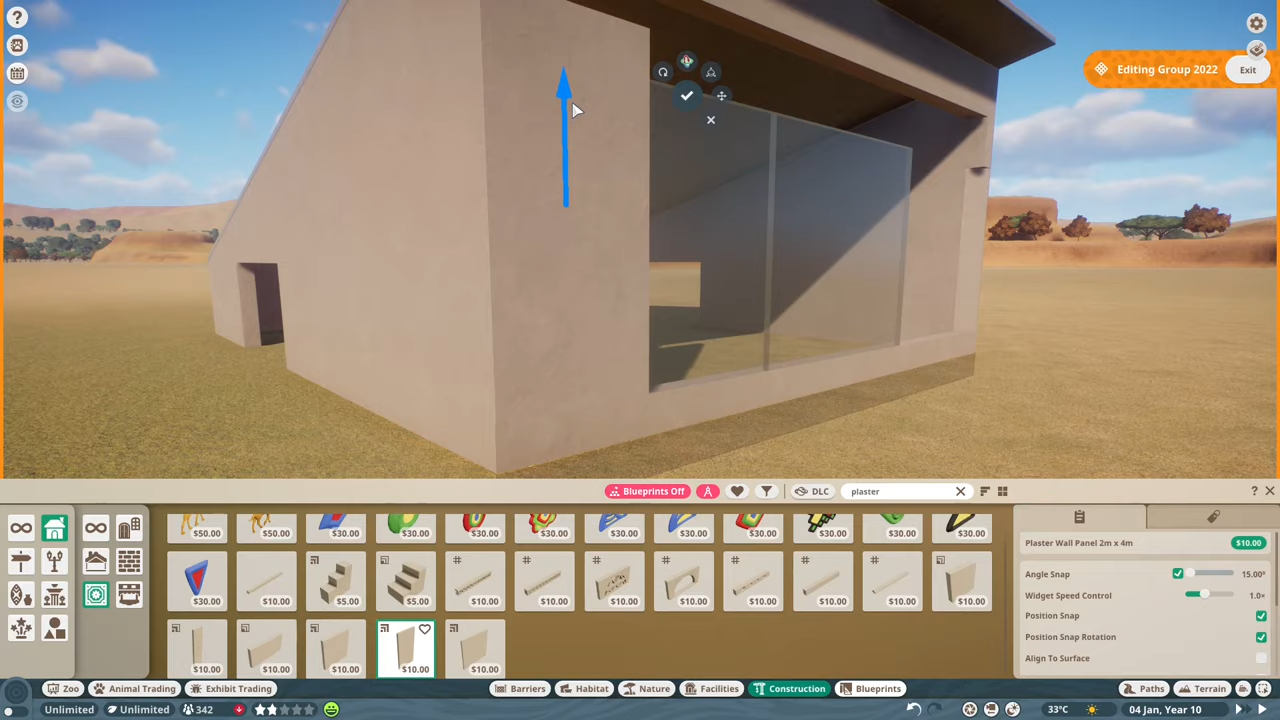 ?
Editing Group 2022
Exit
Blueprints Off
DLC
plaster
?
$50.00
$50.00
$30.00
$30.00
$30.00
$30.00
$30.00
$30.00
$30.00
$30.00
$30.00
$30.00
$30.00
$10.00
$5.00
$5.00
$10.00
$10.00
$10.00
$10.00
$10.00
$10.00
$10.00
$10.00
$10.00
$10.00
$10.00
$10.00
$10.00
Plaster Wall Panel 2m x 4m
$10.00
Angle Snap
15.00°
Widget Speed Control
1.0×
Position Snap
Position Snap Rotation
Align To Surface
Zoo
Animal Trading
Exhibit Trading
Barriers
Habitat
Nature
Facilities
Construction
Blueprints
Paths
Terrain
Unlimited
Unlimited
342
33°C
04 Jan, Year 10